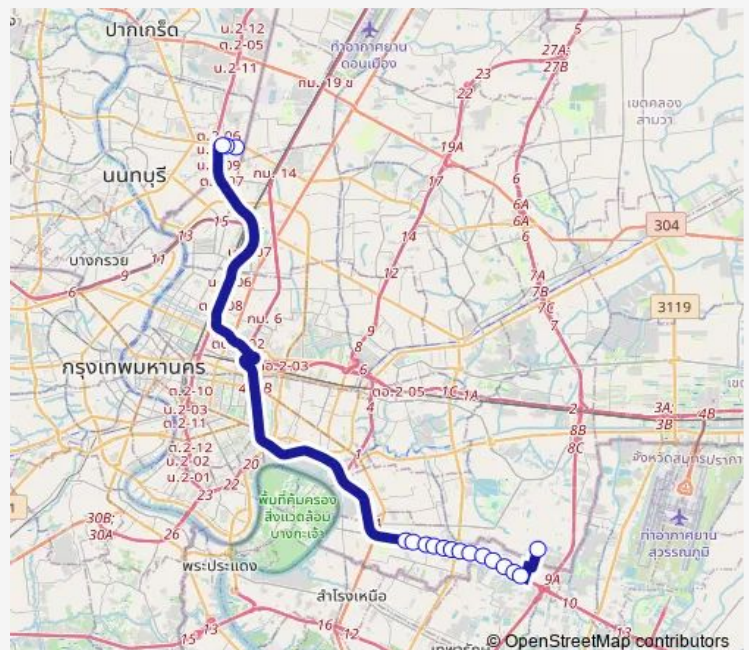 ปากเกร็ด
น.2-12
ต.2-05
น.2-11
ท่าอากาศยาน
ดอนเมือง
กม. 19 ข
27A;
27B
5
23
22
เขตคลอง
สามวา
ต.2-06
19A
นนทบุรี
กม. 14
17
6
6A
6A
6
304
15
13
14
บางกรวย
11
9
6
12
7A
7B
7C
7
3119
กม. 6
9
8
6
กรุงเทพมหานคร
2-03
ต.2-10
น.2-03
ต.2-11
4
ตอ.2-05
1C
1A
2
3A;
3B
4B
8B
8C
ต.2-12
น.2-02
น.2-01
20
1
จังหวัดสมุทรปราก
23
22
พื้นที่คุ้มครอง
สิ่งแวดล้อม
บางกะเจ้า
30B;
30A
26
ท่าอากาศยาน
สุวรรณภูมิ
พระประแดง
9A
10
สำโรงเหนือ
15
13
16
12
13
© OpenStreetMap contributors